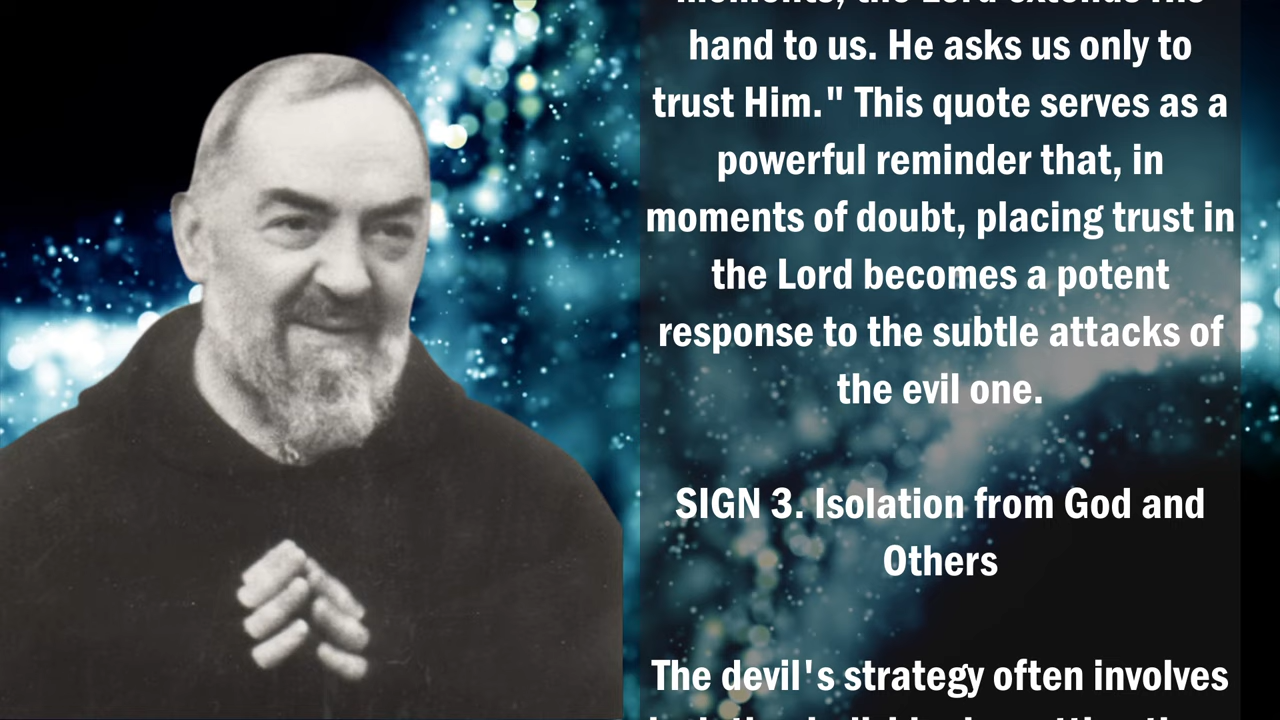 hand to us. He asks us only to
trust Him." This quote serves as a
powerful reminder that, in
moments of doubt, placing trust in
the Lord becomes a potent
response to the subtle attacks of
the evil one.
SIGN 3. Isolation from God and
Others
The devil's strategy often involves